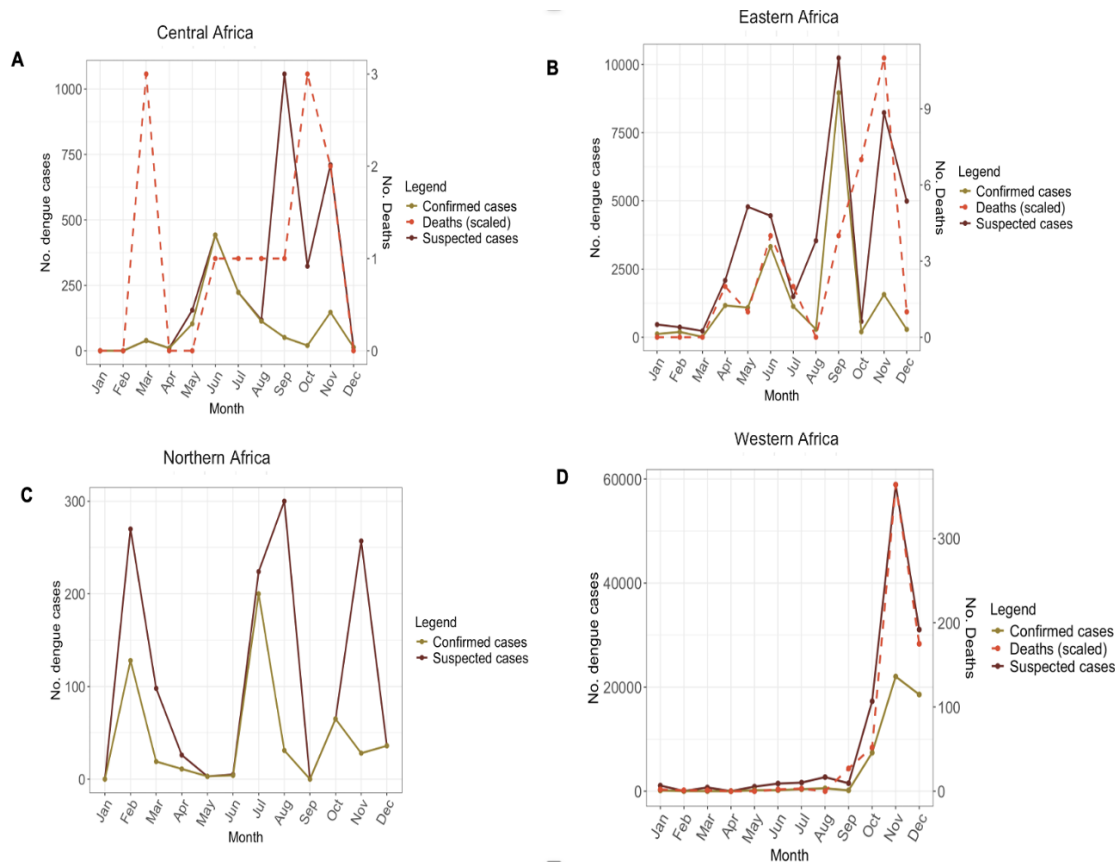 Central Africa
A
No. dengue cases
1000
750
500
250
0
3
2
1
0
No. Deaths
Legend
Confirmed cases
Deaths (scaled)
Suspected cases
Jan Feb Mar Apr May Jun Jul Aug Sep Oct Nov Dec
Month
Eastern Africa
B
No. dengue cases
10000
7500
5000
2500
0
9
6
3
0
No. Deaths
Legend
Confirmed cases
Deaths (scaled)
Suspected cases
Jan Feb Mar Apr May Jun Jul Aug Sep Oct Nov Dec
Month
Northern Africa
C
No. dengue cases
300
200
100
0
Legend
Confirmed cases
Suspected cases
Jan Feb Mar Apr May Jun Jul Aug Sep Oct Nov Dec
Month
Western Africa
D
No. dengue cases
60000
40000
20000
0
300
200
100
0
No. Deaths
Legend
Confirmed cases
Deaths (scaled)
Suspected cases
Jan Feb Mar Apr May Jun Jul Aug Sep Oct Nov Dec
Month